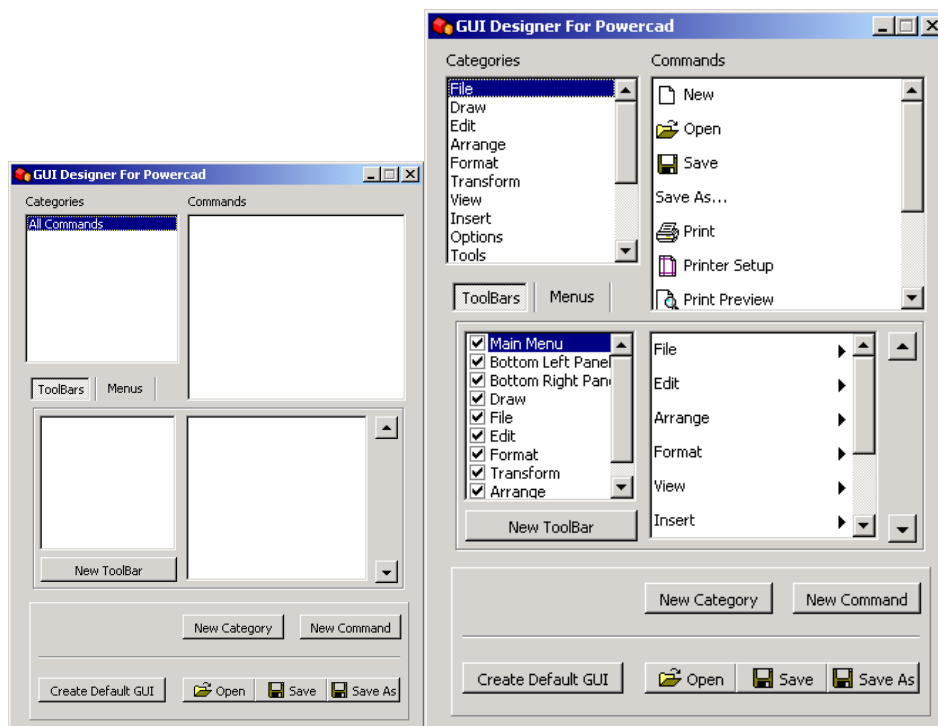 GUI Designer For Powercad
Categories
Commands
All Commands
ToolBars
Menus
New ToolBar
New Category
New Command
Create Default GUI
Open
Save
Save As
GUI Designer For Powercad
Categories
Commands
File
Draw
Edit
Arrange
Format
Transform
View
Insert
Options
Tools
New
Open
Save
Save As...
Print
Printer Setup
Print Preview
ToolBars
Menus
Main Menu
Bottom Left Panel
Bottom Right Pan
Draw
File
Edit
Format
Transform
Arrange
New ToolBar
File
Edit
Arrange
Format
View
Insert
New Category
New Command
Create Default GUI
Open
Save
Save As